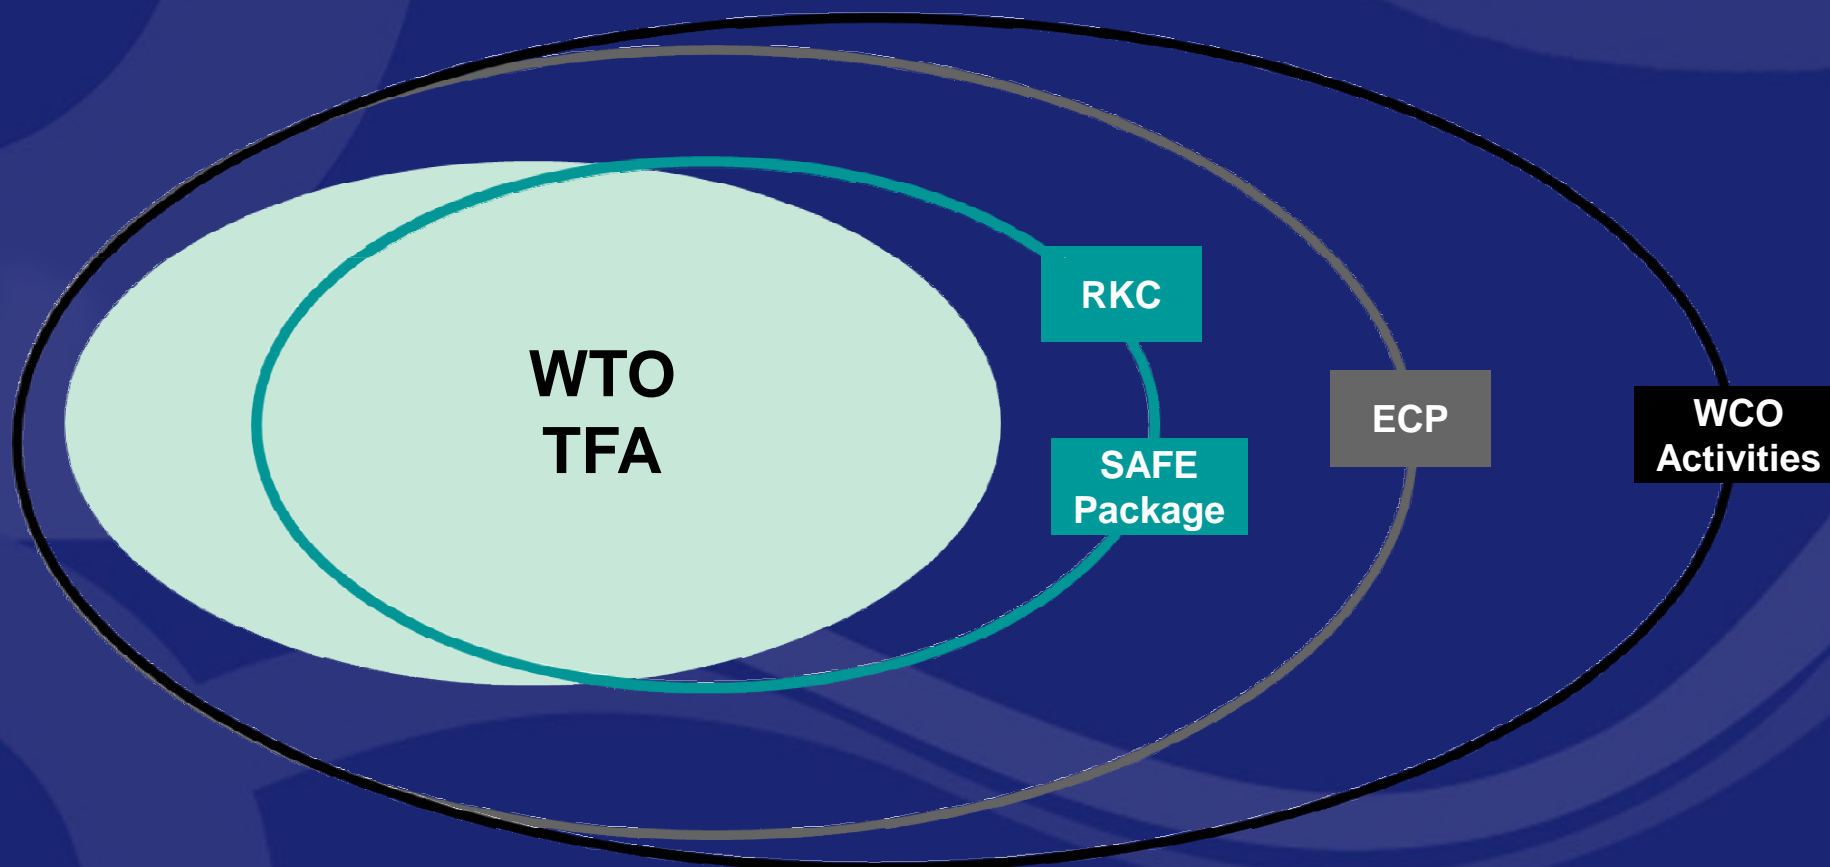 WTO
TFA
RKC
SAFE
Package
ECP
WCO
Activities